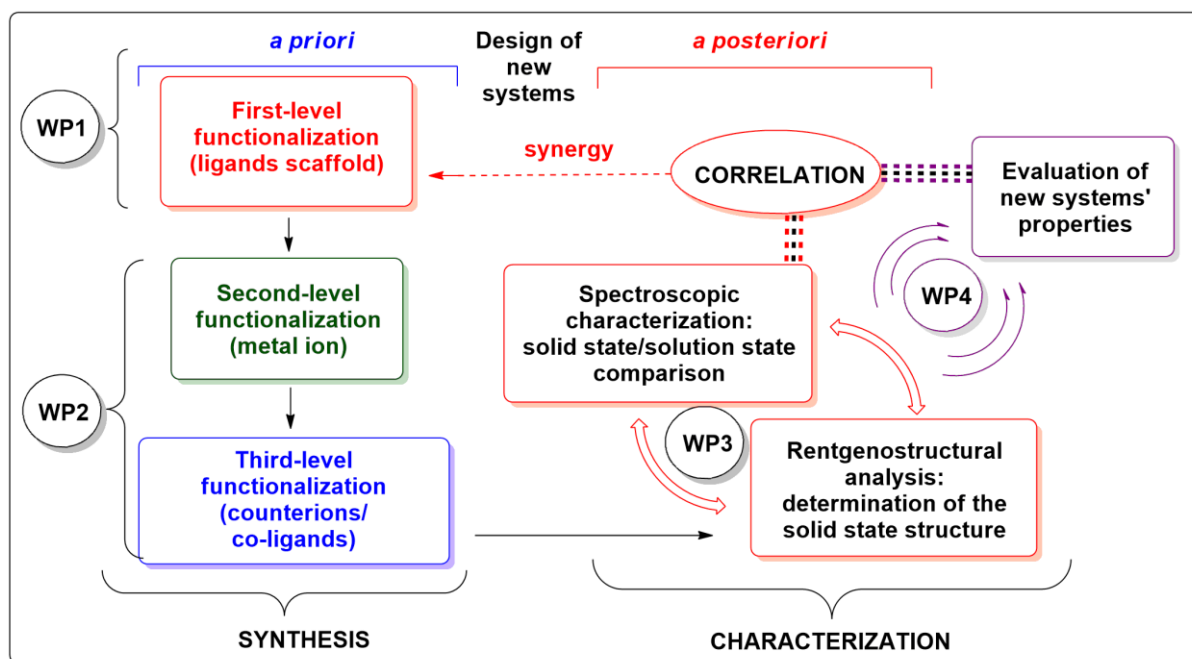 a priori
Design of
new
systems
a posteriori
WP1
First-level
functionalization
(ligands scaffold)
synergy
CORRELATION
Evaluation of
new systems'
properties
WP2
Second-level
functionalization
(metal ion)
Spectroscopic
characterization:
solid state/solution state
comparison
WP4
WP3
Third-level
functionalization
(counterions/
co-ligands)
Rentgenostructural
analysis:
determination of the
solid state structure
SYNTHESIS
CHARACTERIZATION